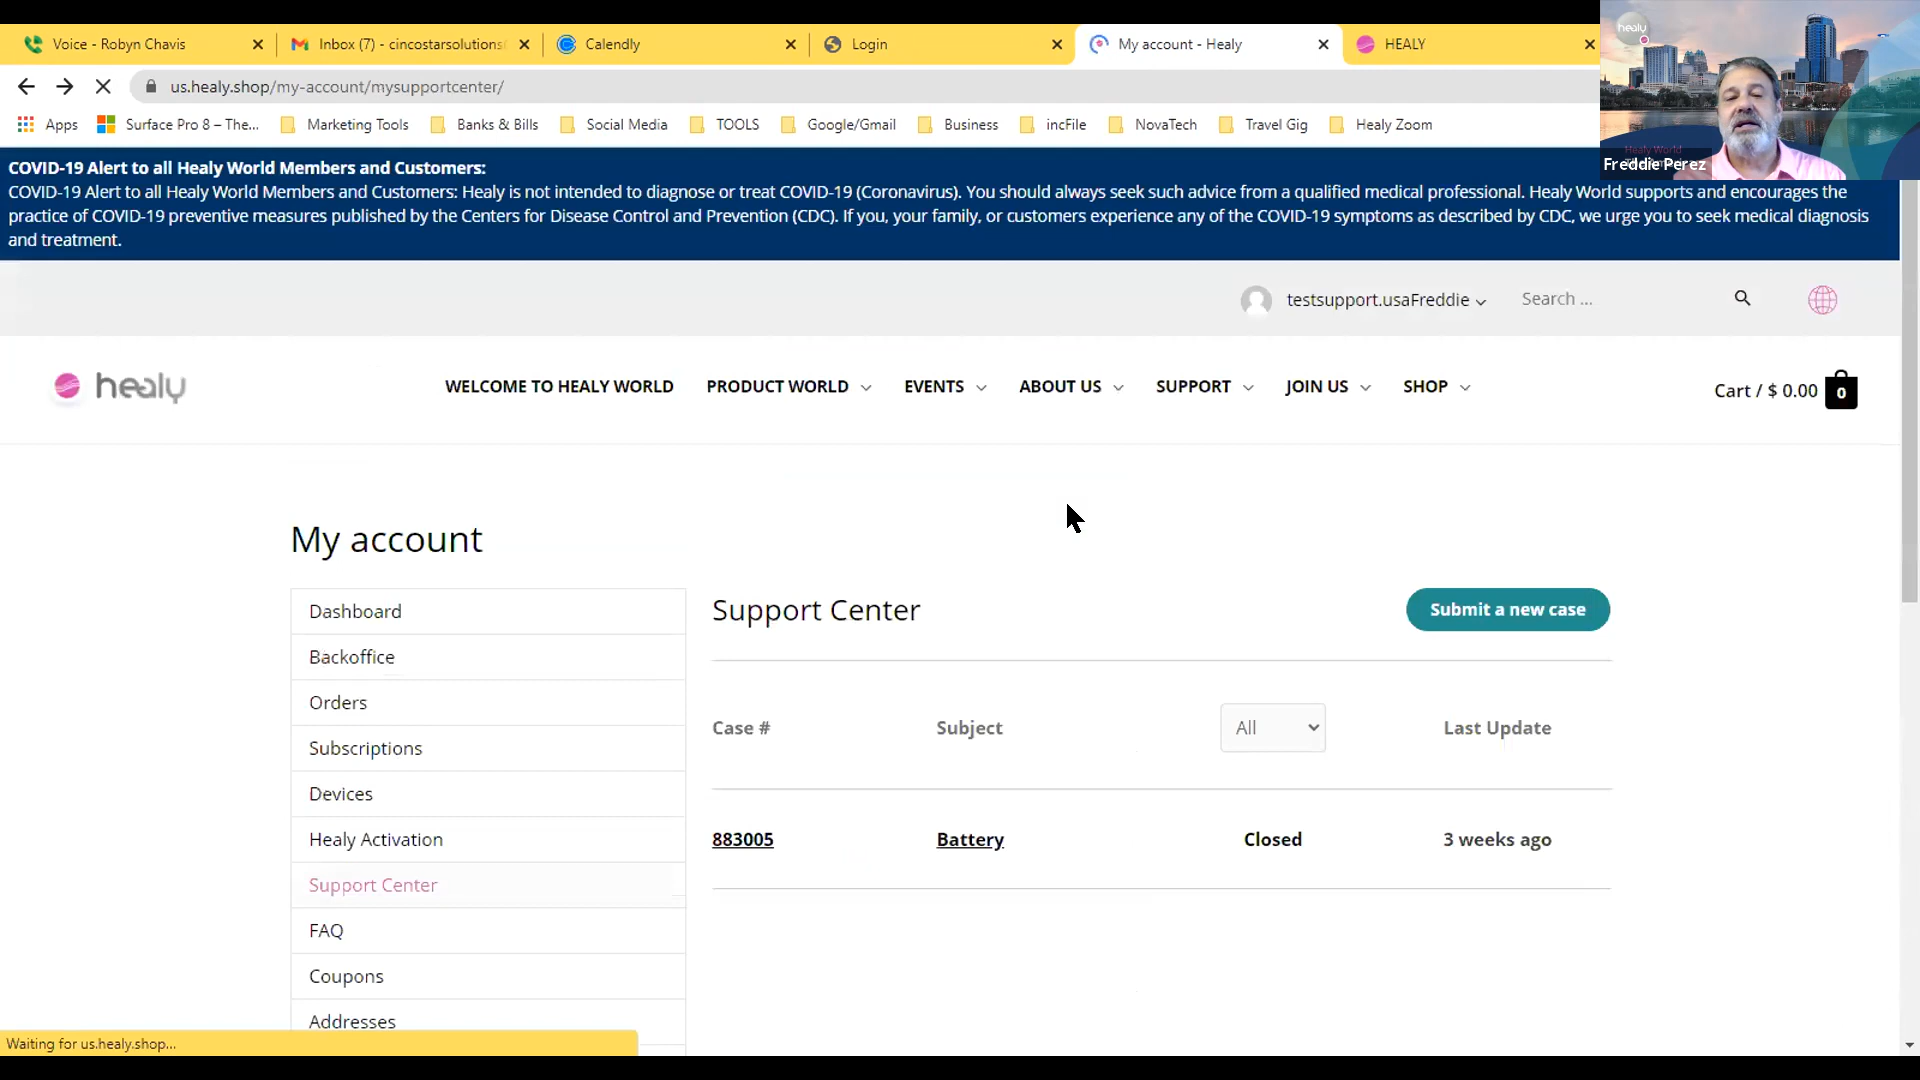 Voice - Robyn Chavis
Inbox (7) - cincostarsolutions
Calendly
Login
My account - Healy
HEALY
us.healy.shop/my-account/mysupportcenter/
Apps
Surface Pro 8 – The...
Marketing Tools
Banks & Bills
Social Media
TOOLS
Google/Gmail
Business
incFile
NovaTech
Travel Gig
Healy Zoom
healy
Healy World
Freddie Perez
COVID-19 Alert to all Healy World Members and Customers:
COVID-19 Alert to all Healy World Members and Customers: Healy is not intended to diagnose or treat COVID-19 (Coronavirus). You should always seek such advice from a qualified medical professional. Healy World supports and encourages the
practice of COVID-19 preventive measures published by the Centers for Disease Control and Prevention (CDC). If you, your family, or customers experience any of the COVID-19 symptoms as described by CDC, we urge you to seek medical diagnosis
and treatment.
testsupport.usaFreddie
Search ...
healy
WELCOME TO HEALY WORLD
PRODUCT WORLD
EVENTS
ABOUT US
SUPPORT
JOIN US
SHOP
Cart / $ 0.00
0
My account
Dashboard
Backoffice
Orders
Subscriptions
Devices
Healy Activation
Support Center
FAQ
Coupons
Addresses
Support Center
Submit a new case
Case #
Subject
All
Last Update
883005
Battery
Closed
3 weeks ago
Waiting for us.healy.shop...